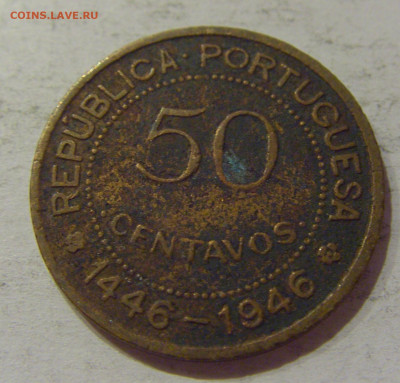 COINS.LAVE.RU
REPÚBLICA PORTUGUESA
50
CENTAVOS
1446-1946